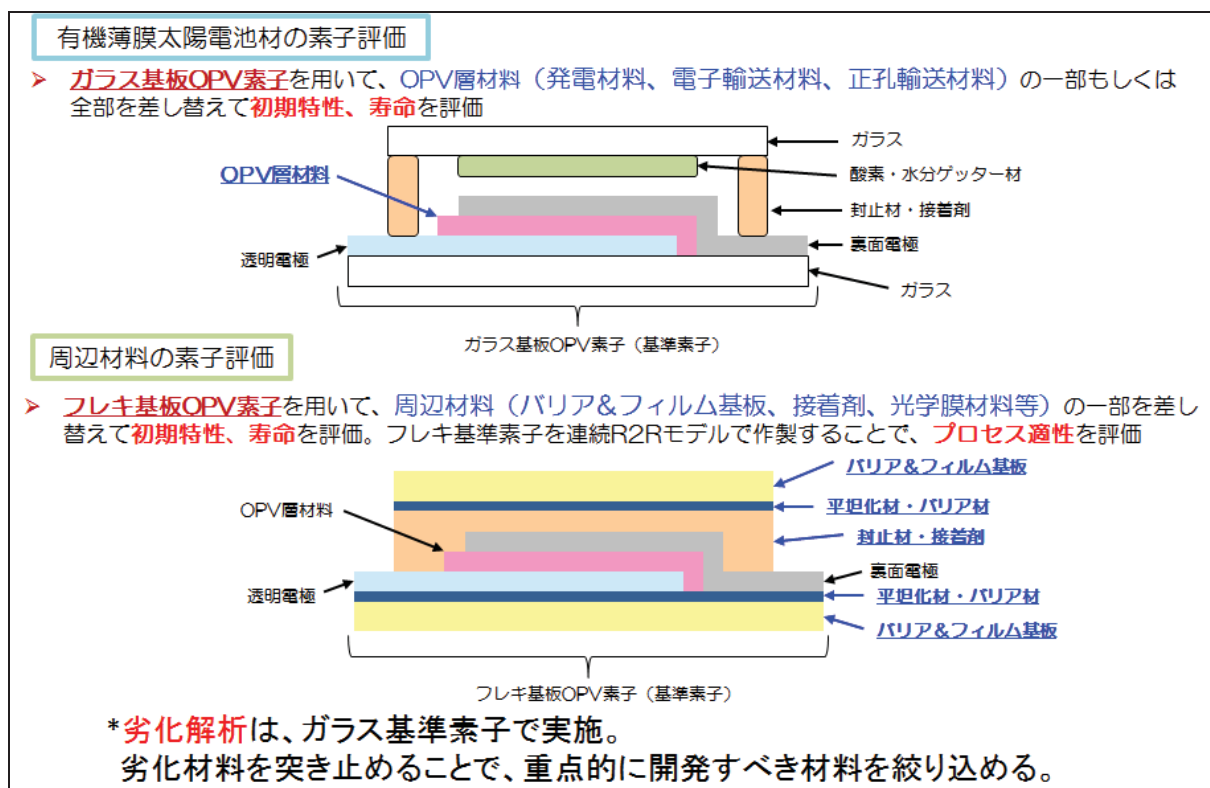 有機薄膜太陽電池材の素子評価
➤ ガラス基板OPV素子を用いて、OPV層材料（発電材料、電子輸送材料、正孔輸送材料）の一部もしくは
全部を差し替えて初期特性、寿命を評価
ガラス
OPV層材料
酸素・水分ゲッター材
封止材・接着剤
透明電極
裏面電極
ガラス
ガラス基板OPV素子（基準素子）
周辺材料の素子評価
➤ フレキ基板OPV素子を用いて、周辺材料（バリア&フィルム基板、接着剤、光学膜材料等）の一部を差し
替えて初期特性、寿命を評価。フレキ基準素子を連続R2Rモデルで作製することで、プロセス適性を評価
バリア&フィルム基板
OPV層材料
平坦化材・バリア材
封止材・接着剤
裏面電極
透明電極
平坦化材・バリア材
バリア&フィルム基板
フレキ基板OPV素子（基準素子）
*劣化解析は、ガラス基準素子で実施。
劣化材料を突き止めることで、重点的に開発すべき材料を絞り込める。